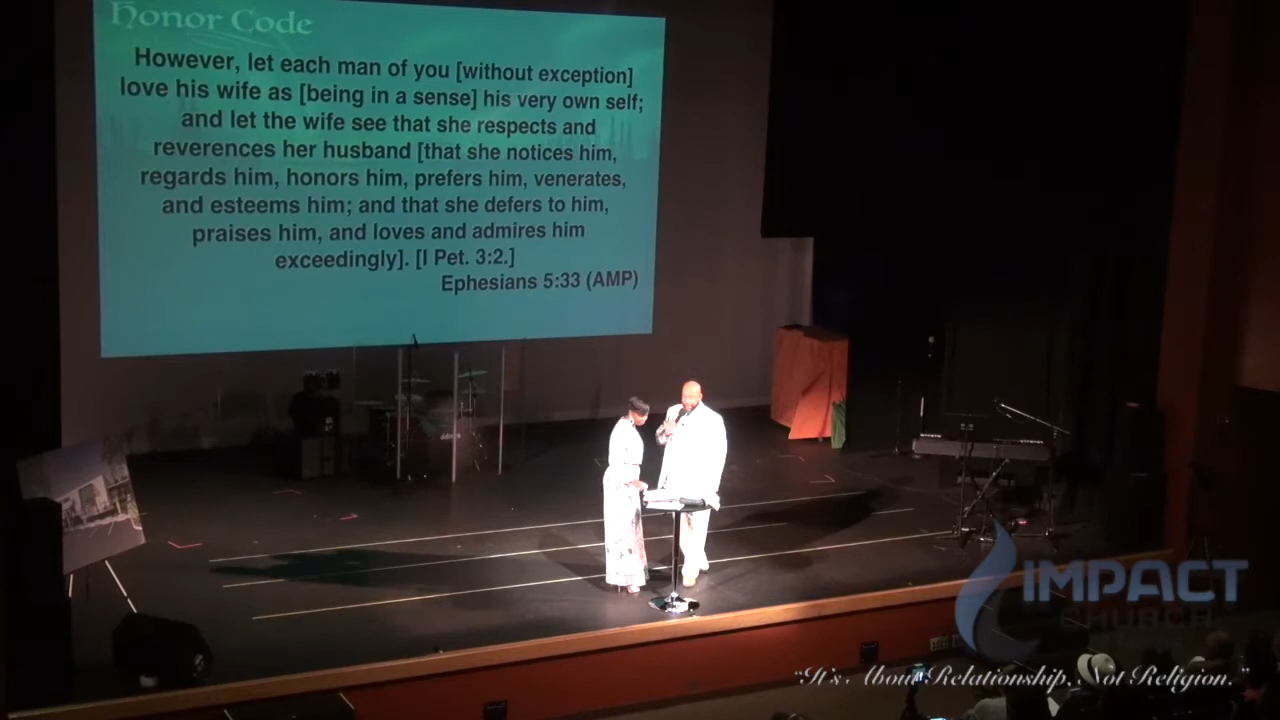 Honor Code
However, let each man of you [without exception]
love his wife as [being in a sense] his very own self;
and let the wife see that she respects and
reverences her husband [that she notices him,
regards him, honors him, prefers him, venerates,
and esteems him; and that she defers to him,
praises him, and loves and admires him
exceedingly]. [I Pet. 3:2.]
Ephesians 5:33 (AMP)
IMPACT
CHURCH
"It's About Relationship, Not Religion."